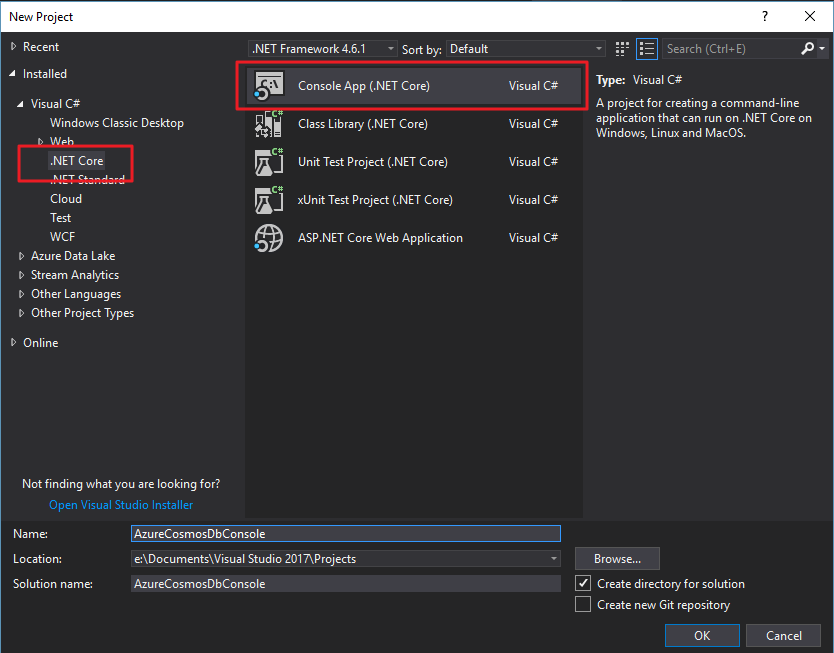 New Project
?
Recent
Installed
Visual C#
Windows Classic Desktop
Web
.NET Core
.NET Standard
Cloud
Test
WCF
Azure Data Lake
Stream Analytics
Other Languages
Other Project Types
Online
Not finding what you are looking for?
Open Visual Studio Installer
.NET Framework 4.6.1 Sort by: Default
Search (Ctrl+E)
C:\ Console App (.NET Core) Visual C#
C# Class Library (.NET Core) Visual C#
C# Unit Test Project (.NET Core) Visual C#
C# xUnit Test Project (.NET Core) Visual C#
ASP.NET Core Web Application Visual C#
Type: Visual C#
A project for creating a command-line
application that can run on .NET Core on
Windows, Linux and MacOS.
Name: AzureCosmosDbConsole
Location: e:\Documents\Visual Studio 2017\Projects Browse...
Solution name: AzureCosmosDbConsole
Create directory for solution
Create new Git repository
OK Cancel